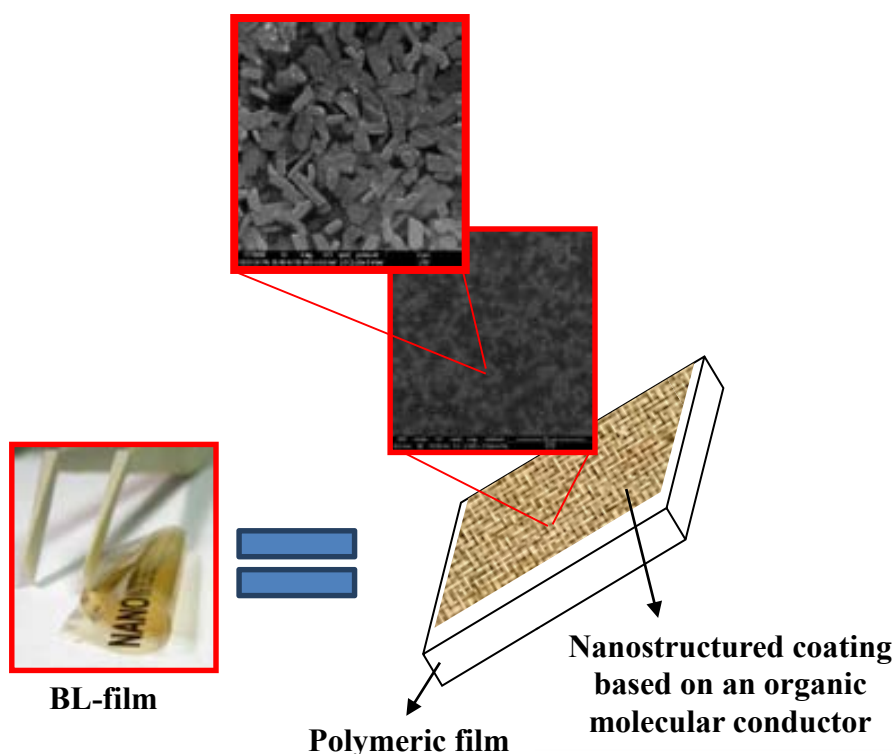 NANO
BL-film
Polymeric film
Nanostructured coating
based on an organic
molecular conductor